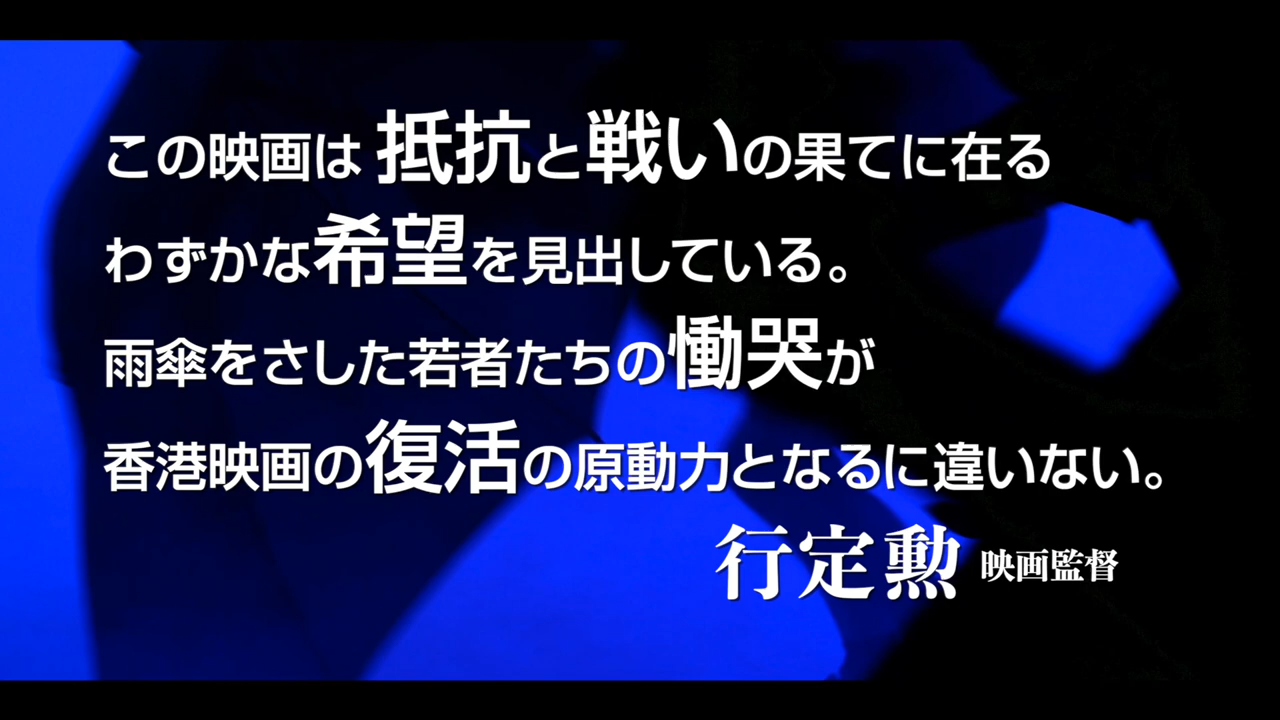 この映画は 抵抗と戦いの果てに在る
わずかな希望を見出している。
雨傘をさした若者たちの慟哭が
香港映画の復活の原動力となるに違いない。
行定勲 映画監督